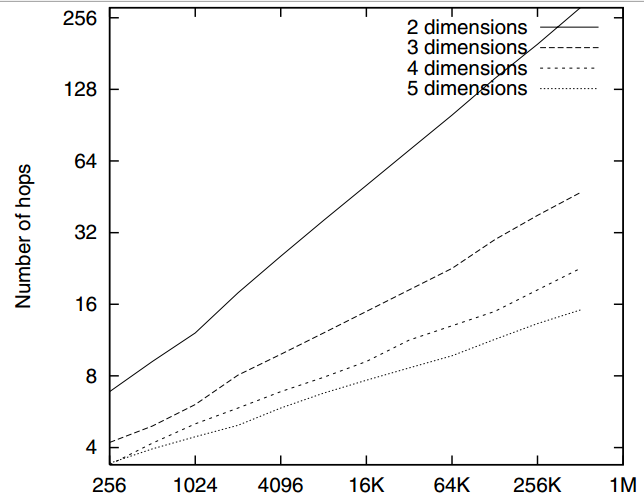 256
128
64
32
16
8
4
Number of hops
2 dimensions
3 dimensions
4 dimensions
5 dimensions
256 1024 4096 16K 64K 256K 1M